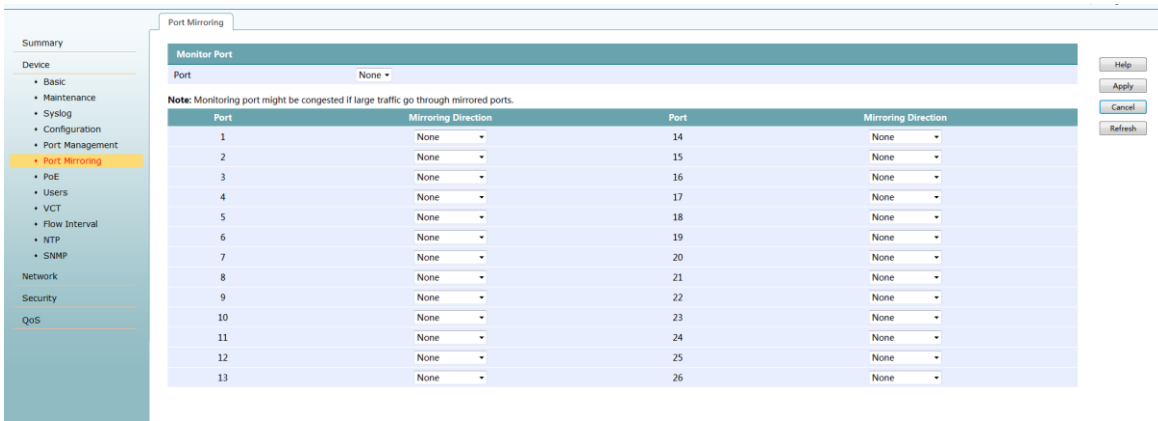 Port Mirroring
Summary
Device
• Basic
• Maintenance
• Syslog
• Configuration
• Port Management
• Port Mirroring
• PoE
• Users
• VCT
• Flow Interval
• NTP
• SNMP
Network
Security
QoS
Monitor Port
Port None
Note: Monitoring port might be congested if large traffic go through mirrored ports.
Port Mirroring Direction Port Mirroring Direction
1 None 14 None
2 None 15 None
3 None 16 None
4 None 17 None
5 None 18 None
6 None 19 None
7 None 20 None
8 None 21 None
9 None 22 None
10 None 23 None
11 None 24 None
12 None 25 None
13 None 26 None
Help
Apply
Cancel
Refresh